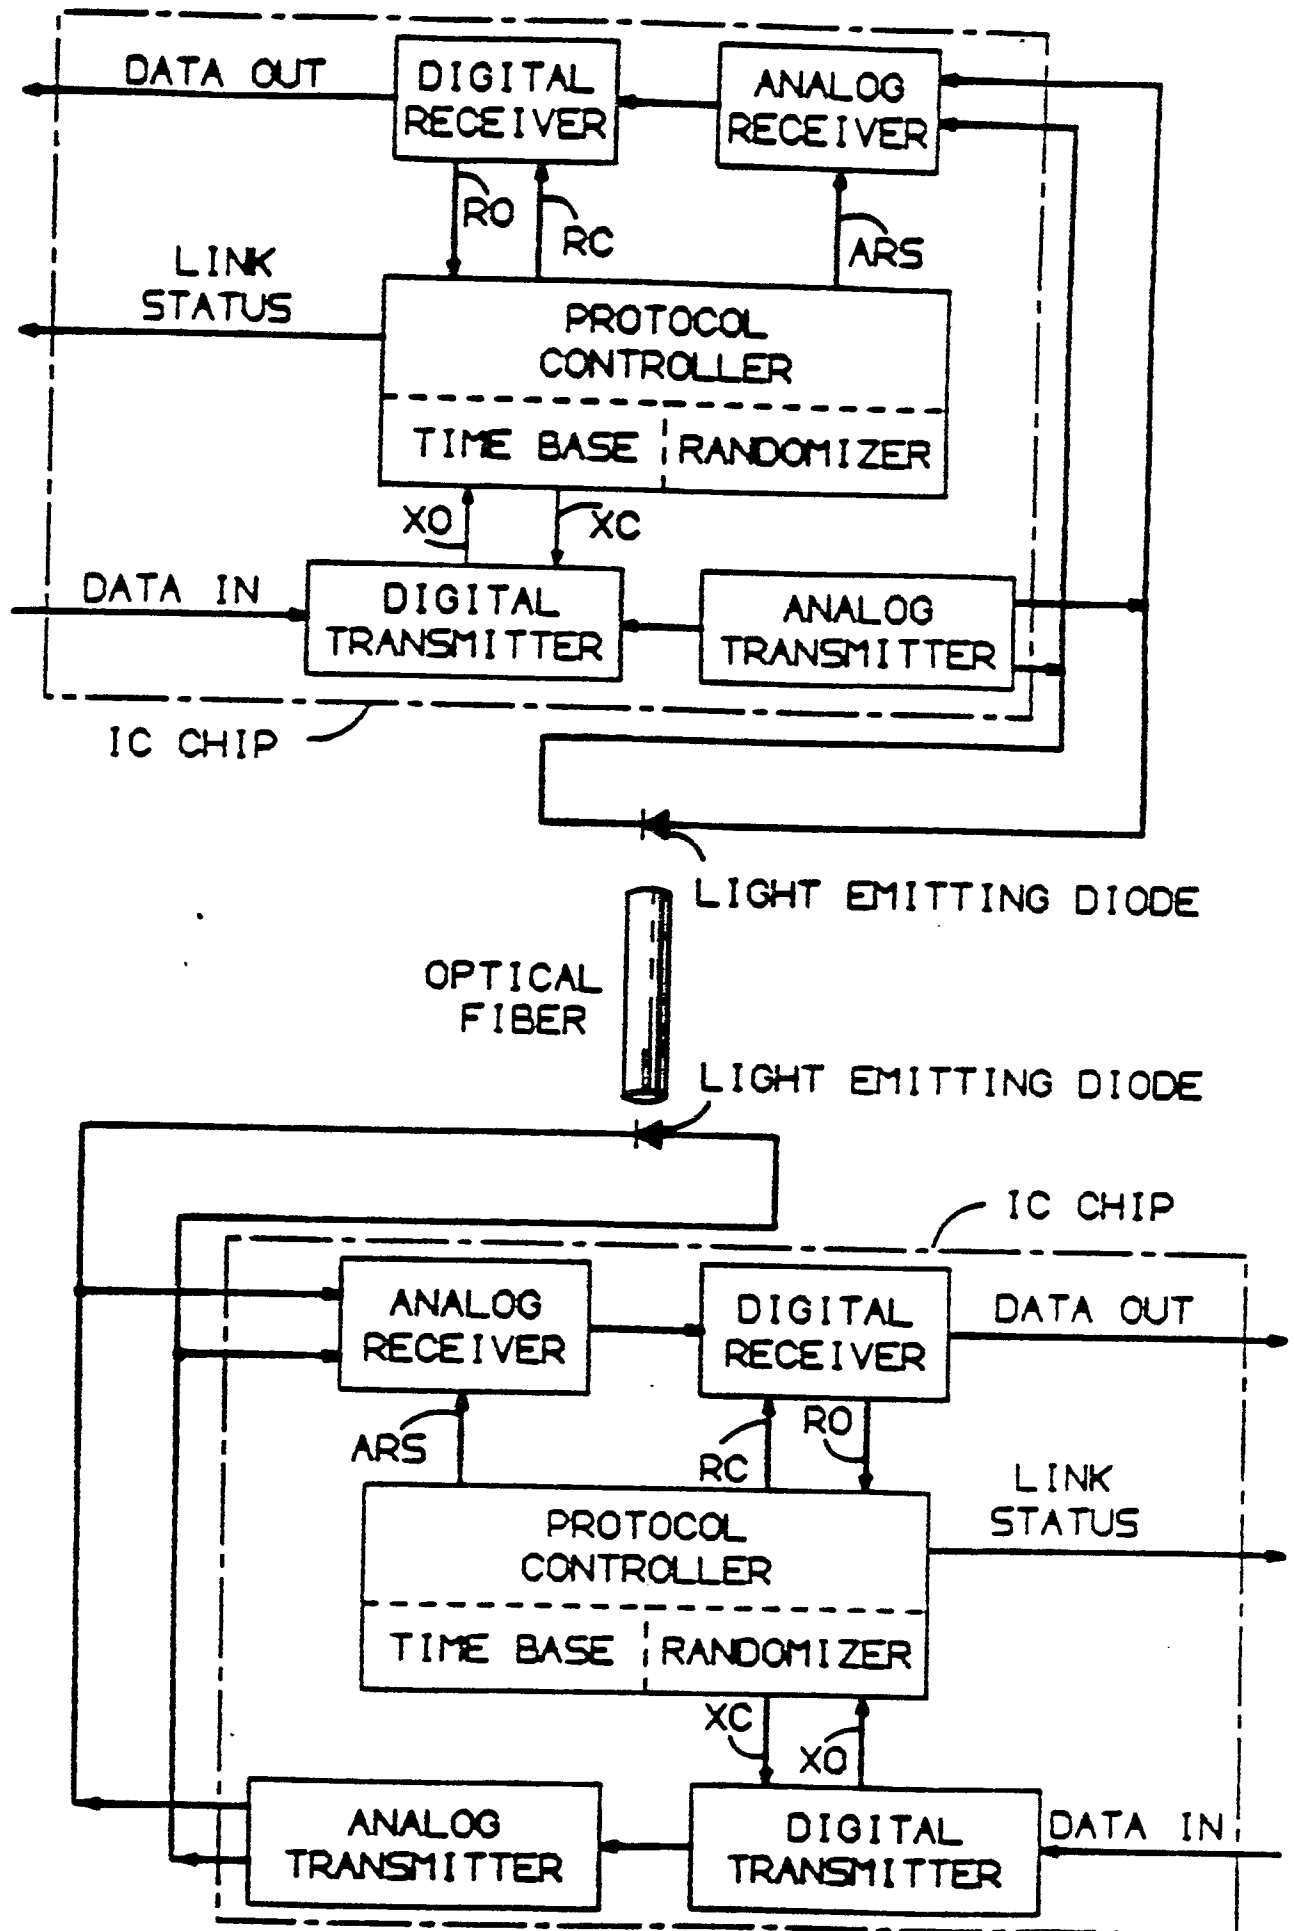 DATA OUT
DIGITAL
RECEIVER
ANALOG
RECEIVER
RO
RC
ARS
LINK
STATUS
PROTOCOL
CONTROLLER
TIME BASE
RANDOMIZER
XO
XC
DATA IN
DIGITAL
TRANSMITTER
ANALOG
TRANSMITTER
IC CHIP
LIGHT EMITTING DIODE
OPTICAL
FIBER
LIGHT EMITTING DIODE
IC CHIP
ANALOG
RECEIVER
DIGITAL
RECEIVER
DATA OUT
ARS
RC
RO
LINK
STATUS
PROTOCOL
CONTROLLER
TIME BASE
RANDOMIZER
XC
XO
ANALOG
TRANSMITTER
DIGITAL
TRANSMITTER
DATA IN